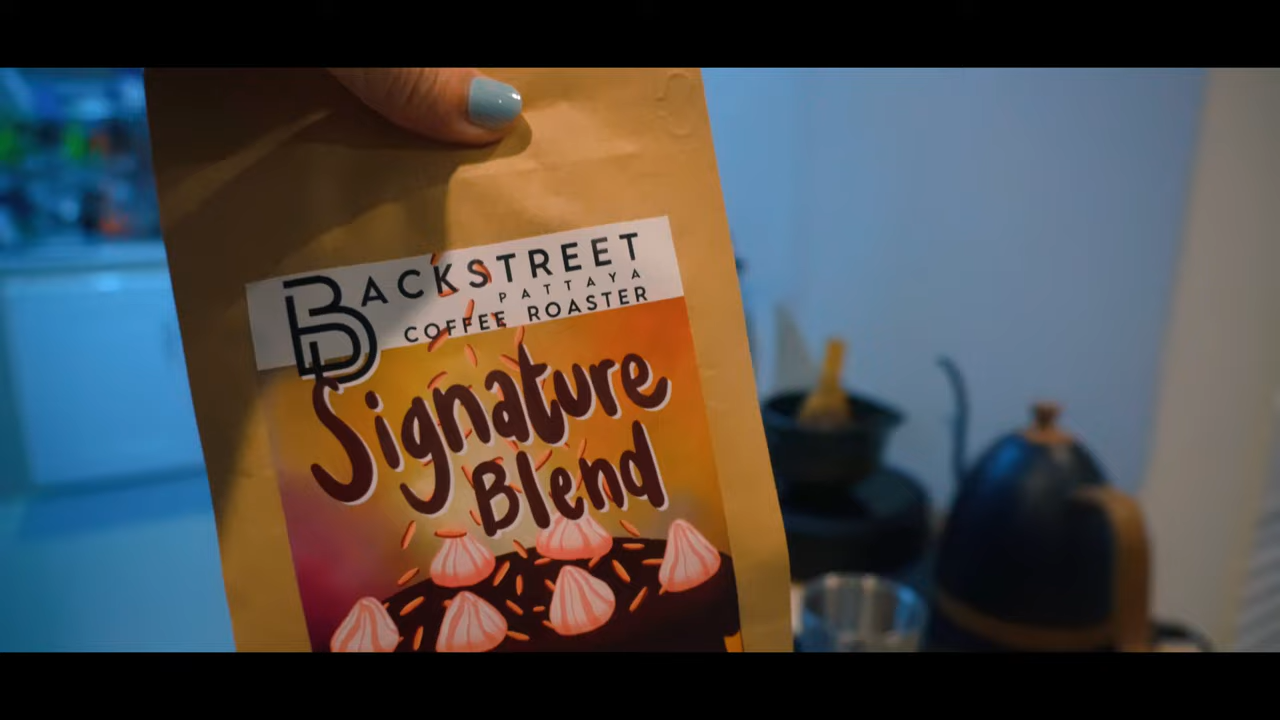 BACKSTREET
PATTAYA
COFFEE ROASTER
Signature
Blend